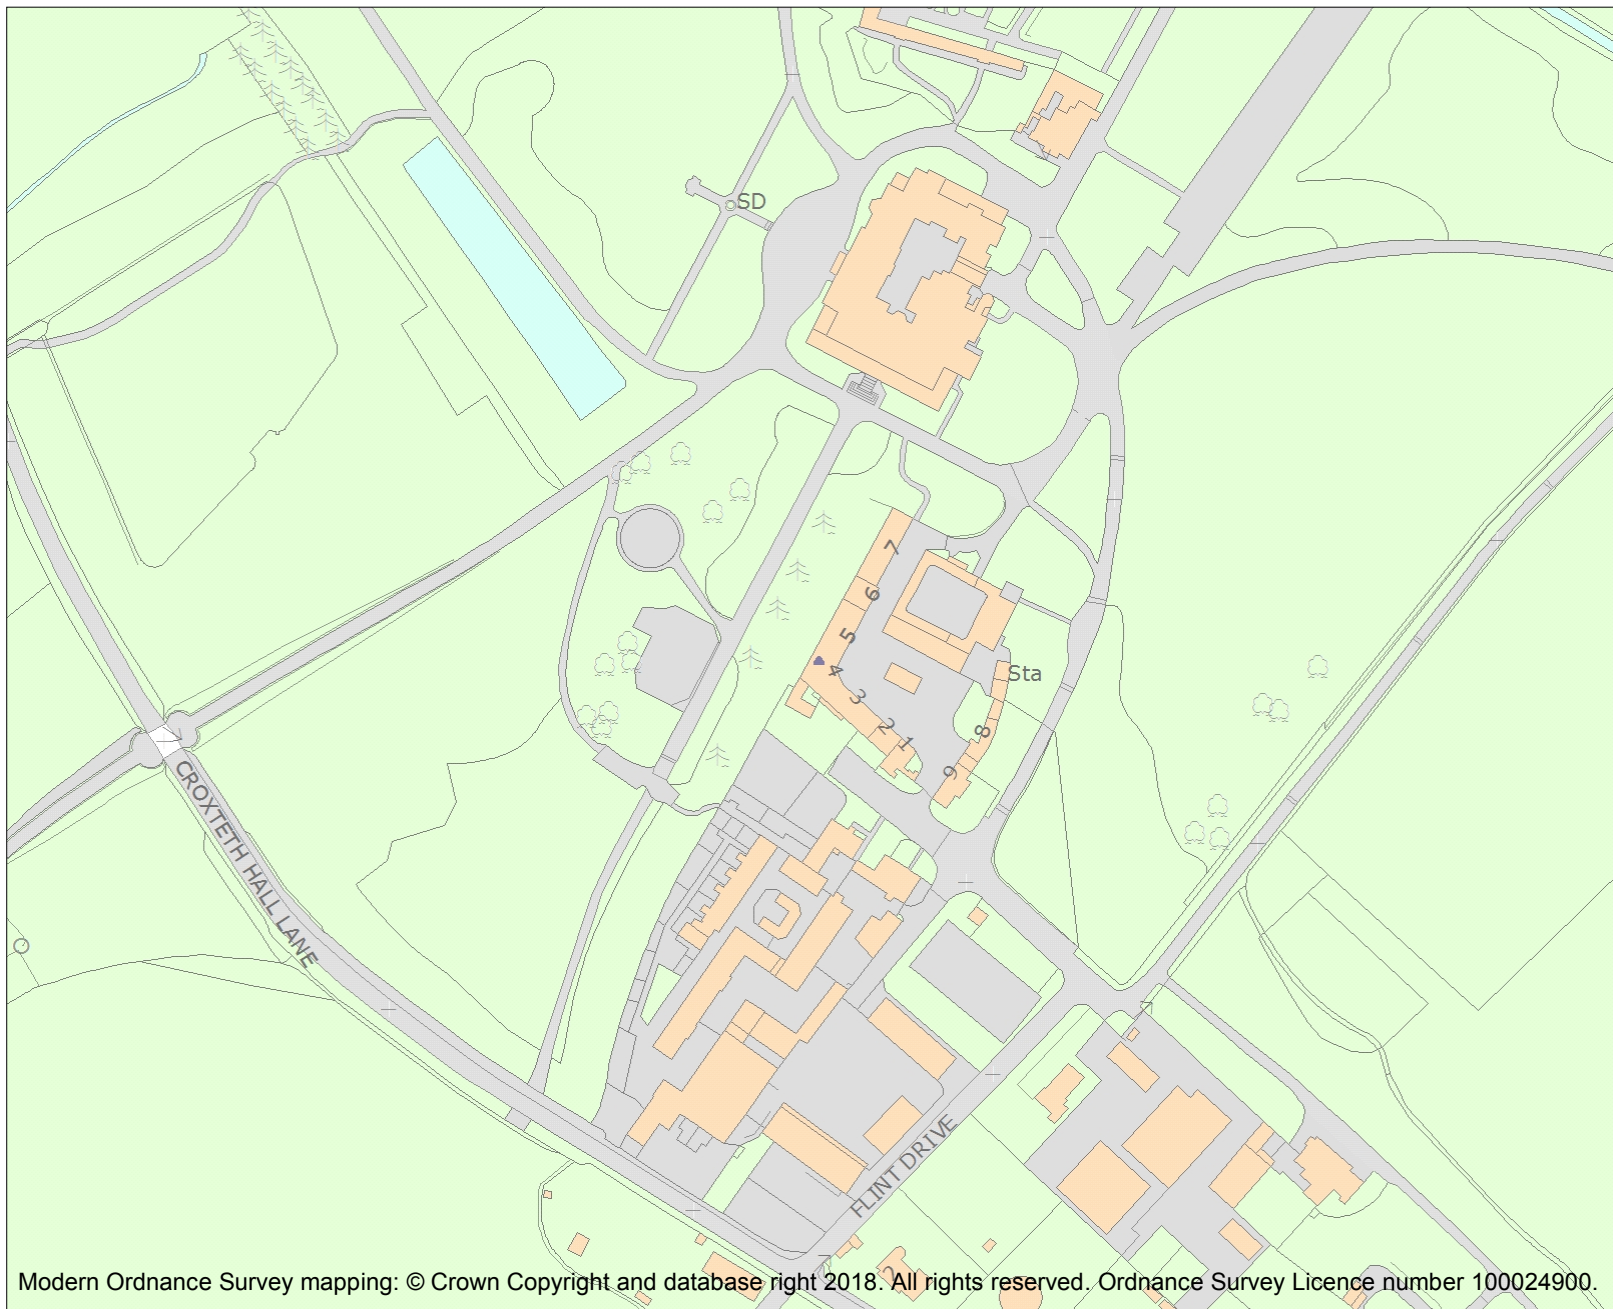 SD
7
6
5
4
Sta
3
2
1
8
9
CROXTETH HALL LANE
FLINT DRIVE
2
Modern Ordnance Survey mapping: © Crown Copyright and database right 2018. All rights reserved. Ordnance Survey Licence number 100024900.